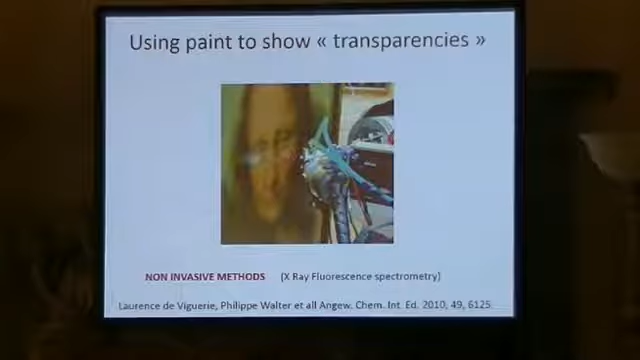 Using paint to show « transparencies »
NON INVASIVE METHODS (X Ray Fluorescence spectrometry)
Laurence de Viguerie, Philippe Walter et all Angew. Chem. Int. Ed. 2010, 49, 6125